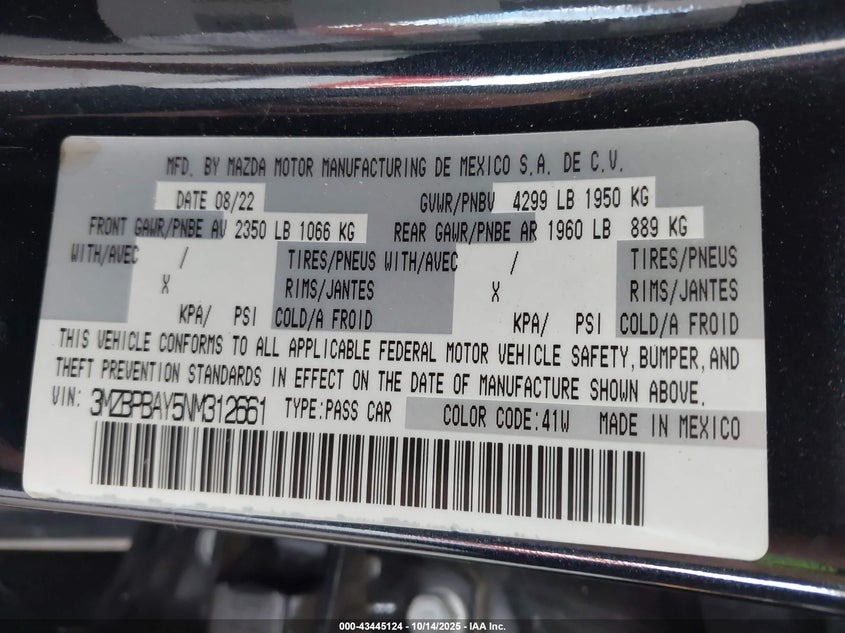 MFD. BY MAZDA MOTOR MANUFACTURING DE MEXICO S.A. DE C.V.
DATE 08/22 GVWR/PNBV 4299 LB 1950 KG
FRONT GAWR/PNBE AV 2350 LB 1066 KG REAR GAWR/PNBE AR 1960 LB 889 KG
WITH/AVEC / TIRES/PNEUS WITH/AVEC / TIRES/PNEUS
X RIMS/JANTES X RIMS/JANTES
KPA/ PSI COLD/A FROID KPA/ PSI COLD/A FROID
THIS VEHICLE CONFORMS TO ALL APPLICABLE FEDERAL MOTOR VEHICLE SAFETY, BUMPER, AND
THEFT PREVENTION STANDARDS IN EFFECT ON THE DATE OF MANUFACTURE SHOWN ABOVE.
VIN: 3MZBPBAY5NM312661 TYPE:PASS CAR COLOR CODE:41W MADE IN MEXICO
000-43445124 - 10/14/2025 - IAA Inc.